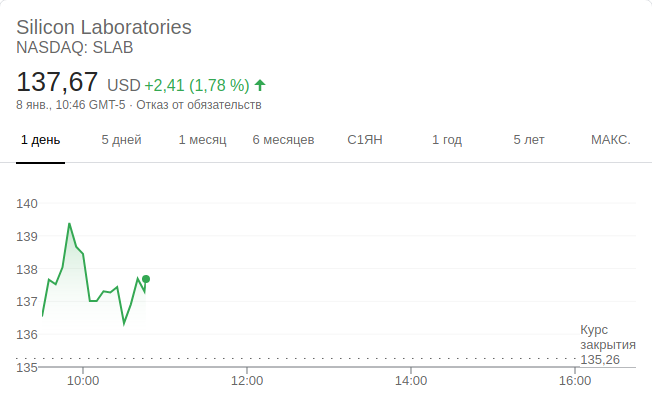 Silicon Laboratories
NASDAQ: SLAB
137,67 USD +2,41 (1,78 %)
8 янв., 10:46 GMT-5 · Отказ от обязательств
1 день 5 дней 1 месяц 6 месяцев С1ЯН 1 год 5 лет МАКС.
140
139
138
137
136
Курс
закрытия
135,26
135
10:00 12:00 14:00 16:00